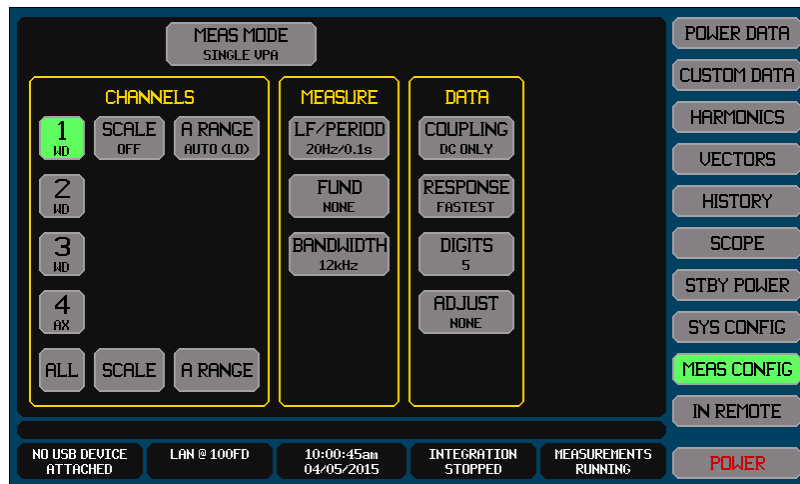 MEAS MODE
SINGLE VPA
CHANNELS
1
WD
SCALE
OFF
A RANGE
AUTO (LO)
2
WD
3
WD
4
AX
ALL
SCALE
A RANGE
MEASURE
LF/PERIOD
20Hz/0.1s
FUND
NONE
BANDWIDTH
12kHz
DATA
COUPLING
DC ONLY
RESPONSE
FASTEST
DIGITS
5
ADJUST
NONE
POWER DATA
CUSTOM DATA
HARMONICS
VECTORS
HISTORY
SCOPE
STBY POWER
SYS CONFIG
MEAS CONFIG
IN REMOTE
POWER
NO USB DEVICE
ATTACHED
LAN @ 100FD
10:00:45am
04/05/2015
INTEGRATION
STOPPED
MEASUREMENTS
RUNNING